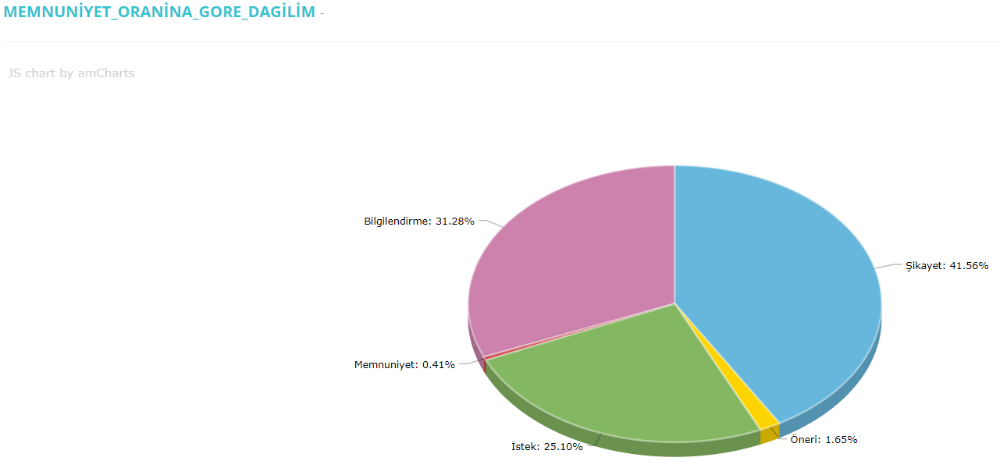 MEMNUNİYET_ORANİNA_GORE_DAGİLİM -
JS chart by amCharts
Bilgilendirme: 31.28%
Şikayet: 41.56%
Memnuniyet: 0.41%
Öneri: 1.65%
İstek: 25.10%